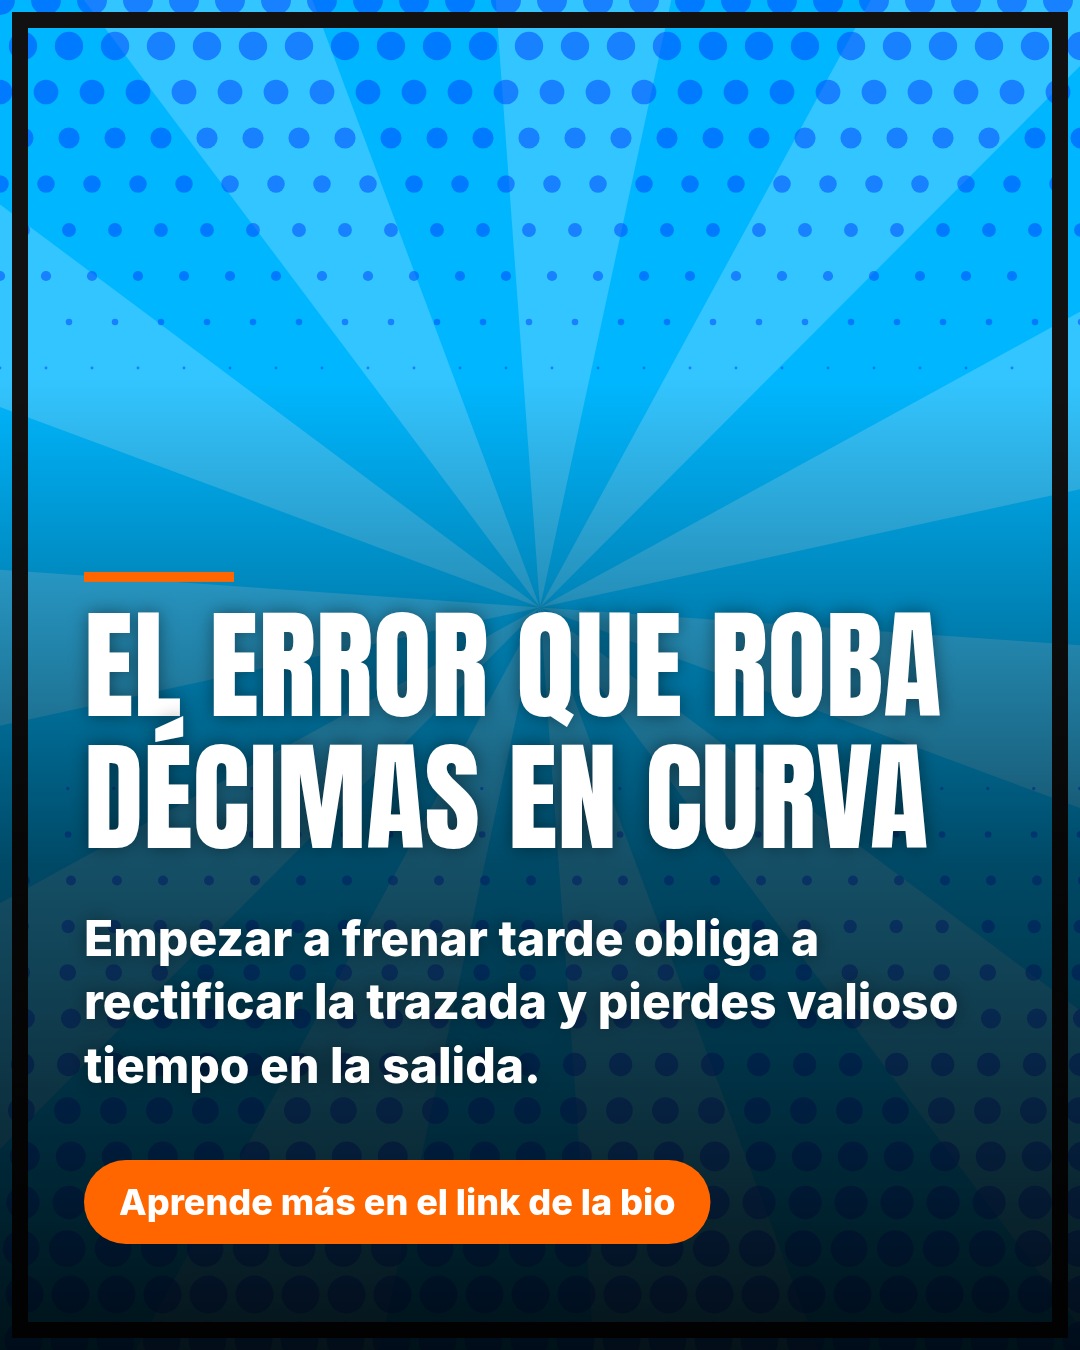 EL ERROR QUE ROBA
DÉCIMAS EN CURVA
Empezar a frenar tarde obliga a
rectificar la trazada y pierdes valioso
tiempo en la salida.
Aprende más en el link de la bio